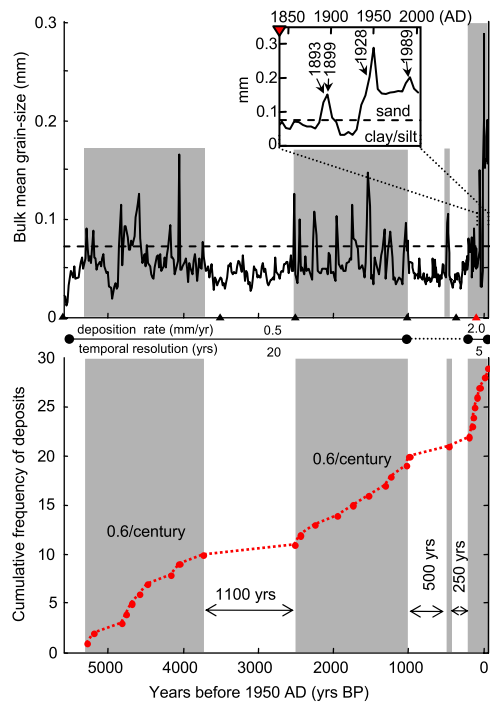 1850 1900 1950 2000 (AD)
0.3
0.2
0.1
0
mm
1893
1899
1928
1989
sand
clay/silt
0.3
0.2
0.1
0
Bulk mean grain-size (mm)
deposition rate (mm/yr) 0.5 2.0
temporal resolution (yrs) 20 5
30
25
20
15
10
5
0
Cumulative frequency of deposits
0.6/century
0.6/century
1100 yrs
500 yrs
250 yrs
5000 4000 3000 2000 1000 0
Years before 1950 AD (yrs BP)